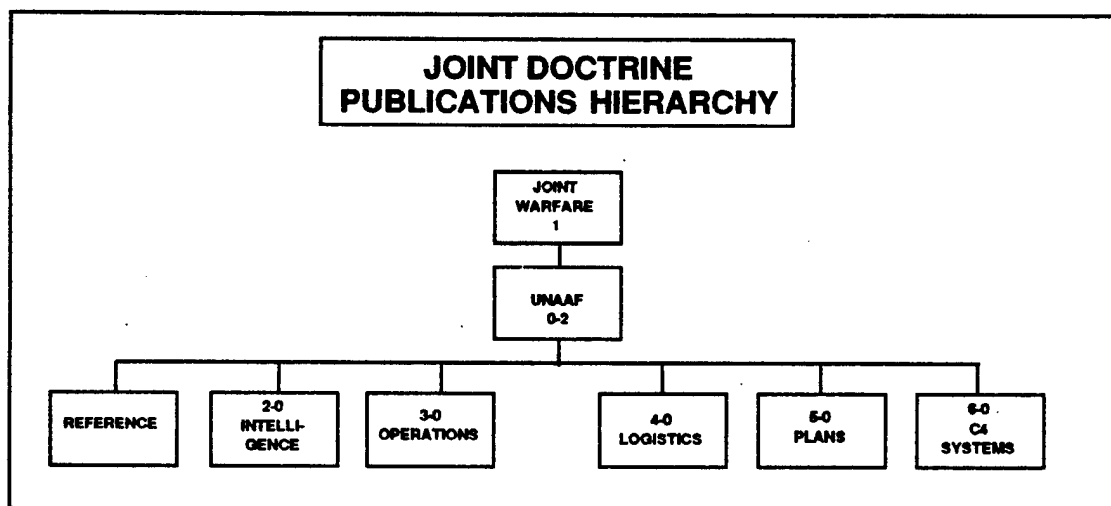 JOINT DOCTRINE
PUBLICATIONS HIERARCHY
JOINT
WARFARE
1
UNAAF
0-2
REFERENCE
2-0
INTELLI-
GENCE
3-0
OPERATIONS
4-0
LOGISTICS
5-0
PLANS
6-0
C4
SYSTEMS